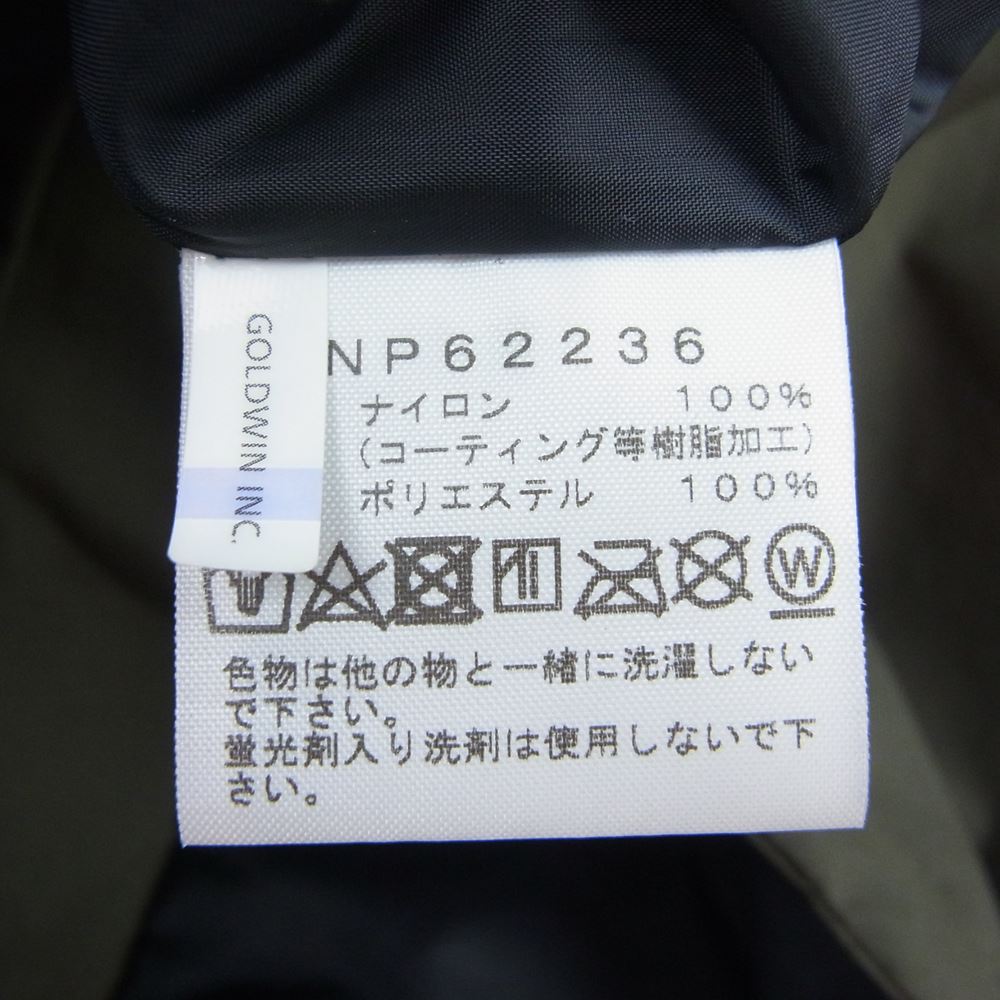 GOLDWIN INC.
NP62236
ナイロン 100%
(コーティング等樹脂加工)
ポリエステル 100%
W
色物は他の物と一緒に洗濯しない
で下さい。
蛍光剤入り洗剤は使用しないで下
さい。